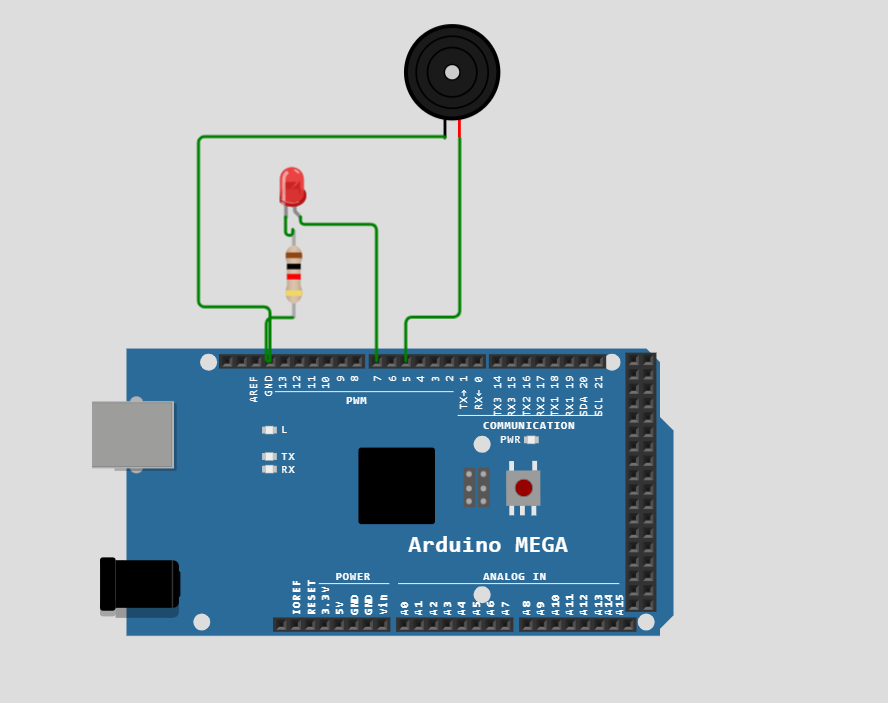 AREF
GND
13
12
11
10
9
8
7
6
5
4
3
2
TX→ 1
RX← 0
TX3 14
RX3 15
TX2 16
RX2 17
TX1 18
RX1 19
SDA 20
SCL 21
PWM
COMMUNICATION
L
PWR
TX
RX
Arduino MEGA
POWER
ANALOG IN
IOREF
RESET
3.3V
5V
GND
GND
Vin
A0
A1
A2
A3
A4
A5
A6
A7
A8
A9
A10
A11
A12
A13
A14
A15